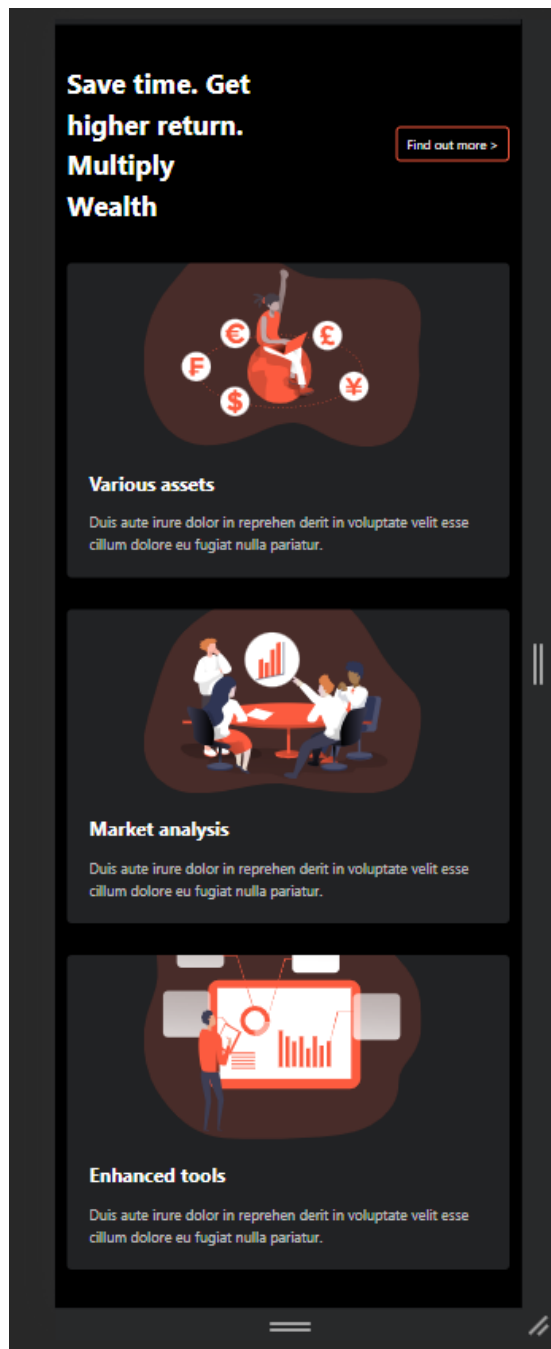 Save time. Get
higher return.
Multiply
Wealth
Find out more >
€
£
₣
¥
$
Various assets
Duis aute irure dolor in reprehen derit in voluptate velit esse
cillum dolore eu fugiat nulla pariatur.
Market analysis
Duis aute irure dolor in reprehen derit in voluptate velit esse
cillum dolore eu fugiat nulla pariatur.
Enhanced tools
Duis aute irure dolor in reprehen derit in voluptate velit esse
cillum dolore eu fugiat nulla pariatur.